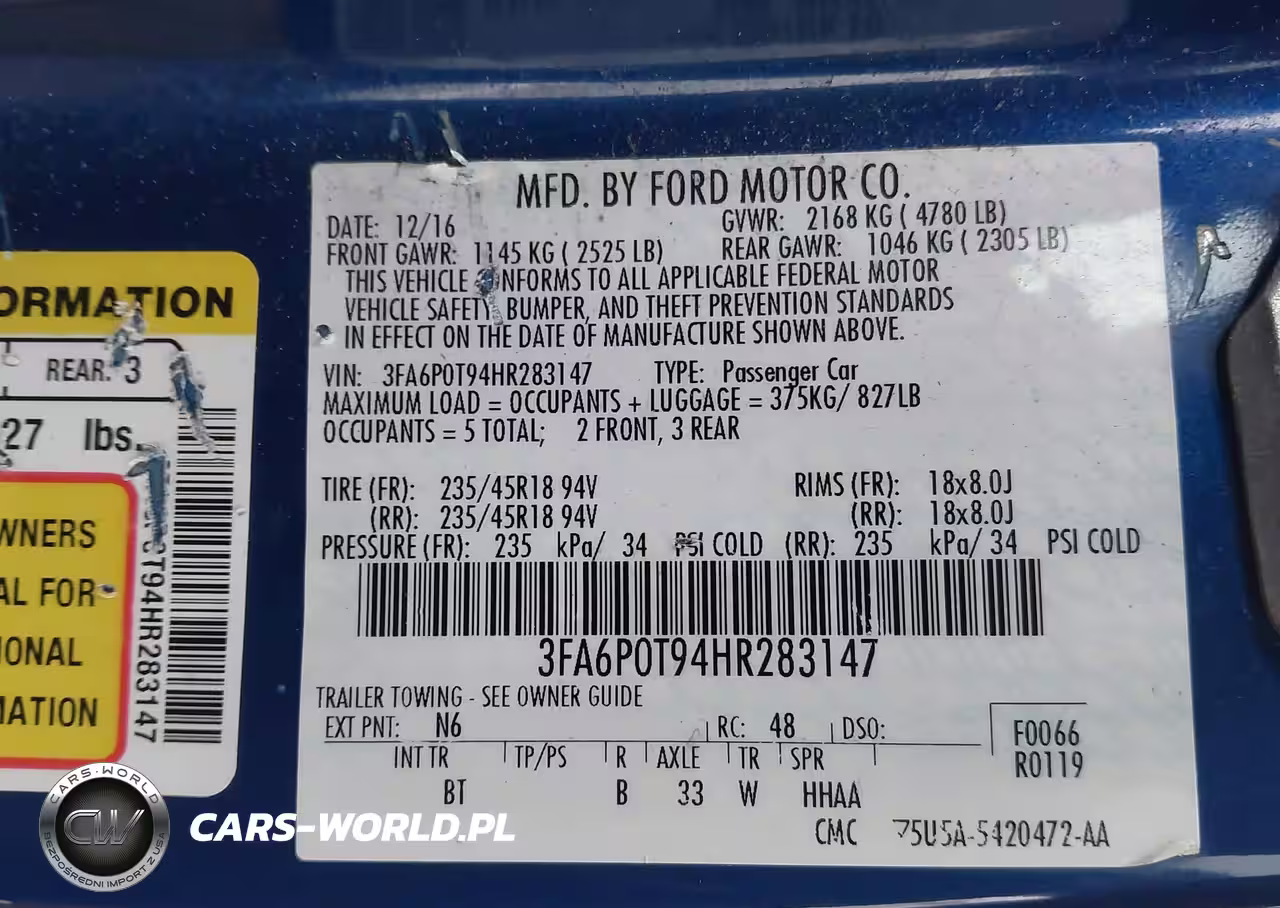 MFD. BY FORD MOTOR CO.
DATE: 12/16 GVWR: 2168 KG ( 4780 LB)
FRONT GAWR: 1145 KG ( 2525 LB) REAR GAWR: 1046 KG ( 2305 LB)
THIS VEHICLE CONFORMS TO ALL APPLICABLE FEDERAL MOTOR
VEHICLE SAFETY, BUMPER, AND THEFT PREVENTION STANDARDS
IN EFFECT ON THE DATE OF MANUFACTURE SHOWN ABOVE.
VIN: 3FA6P0T94HR283147 TYPE: Passenger Car
MAXIMUM LOAD = OCCUPANTS + LUGGAGE = 375KG/ 827LB
OCCUPANTS = 5 TOTAL; 2 FRONT, 3 REAR
TIRE (FR): 235/45R18 94V RIMS (FR): 18x8.0J
(RR): 235/45R18 94V (RR): 18x8.0J
PRESSURE (FR): 235 kPa/ 34 PSI COLD (RR): 235 kPa/ 34 PSI COLD
3FA6P0T94HR283147
TRAILER TOWING - SEE OWNER GUIDE
EXT PNT: N6 RC: 48 DSO:
F0066
R0119
INT TR TP/PS R AXLE TR SPR
BT B 33 W HHAA
CMC 75U5A-5420472-AA
ORMATION
REAR: 3
27 lbs.
WNERS
AL FOR
IONAL
MATION
T94HR283147
CARS-WORLD
CW
BEZPOŚREDNI IMPORT Z USA
CARS-WORLD.PL